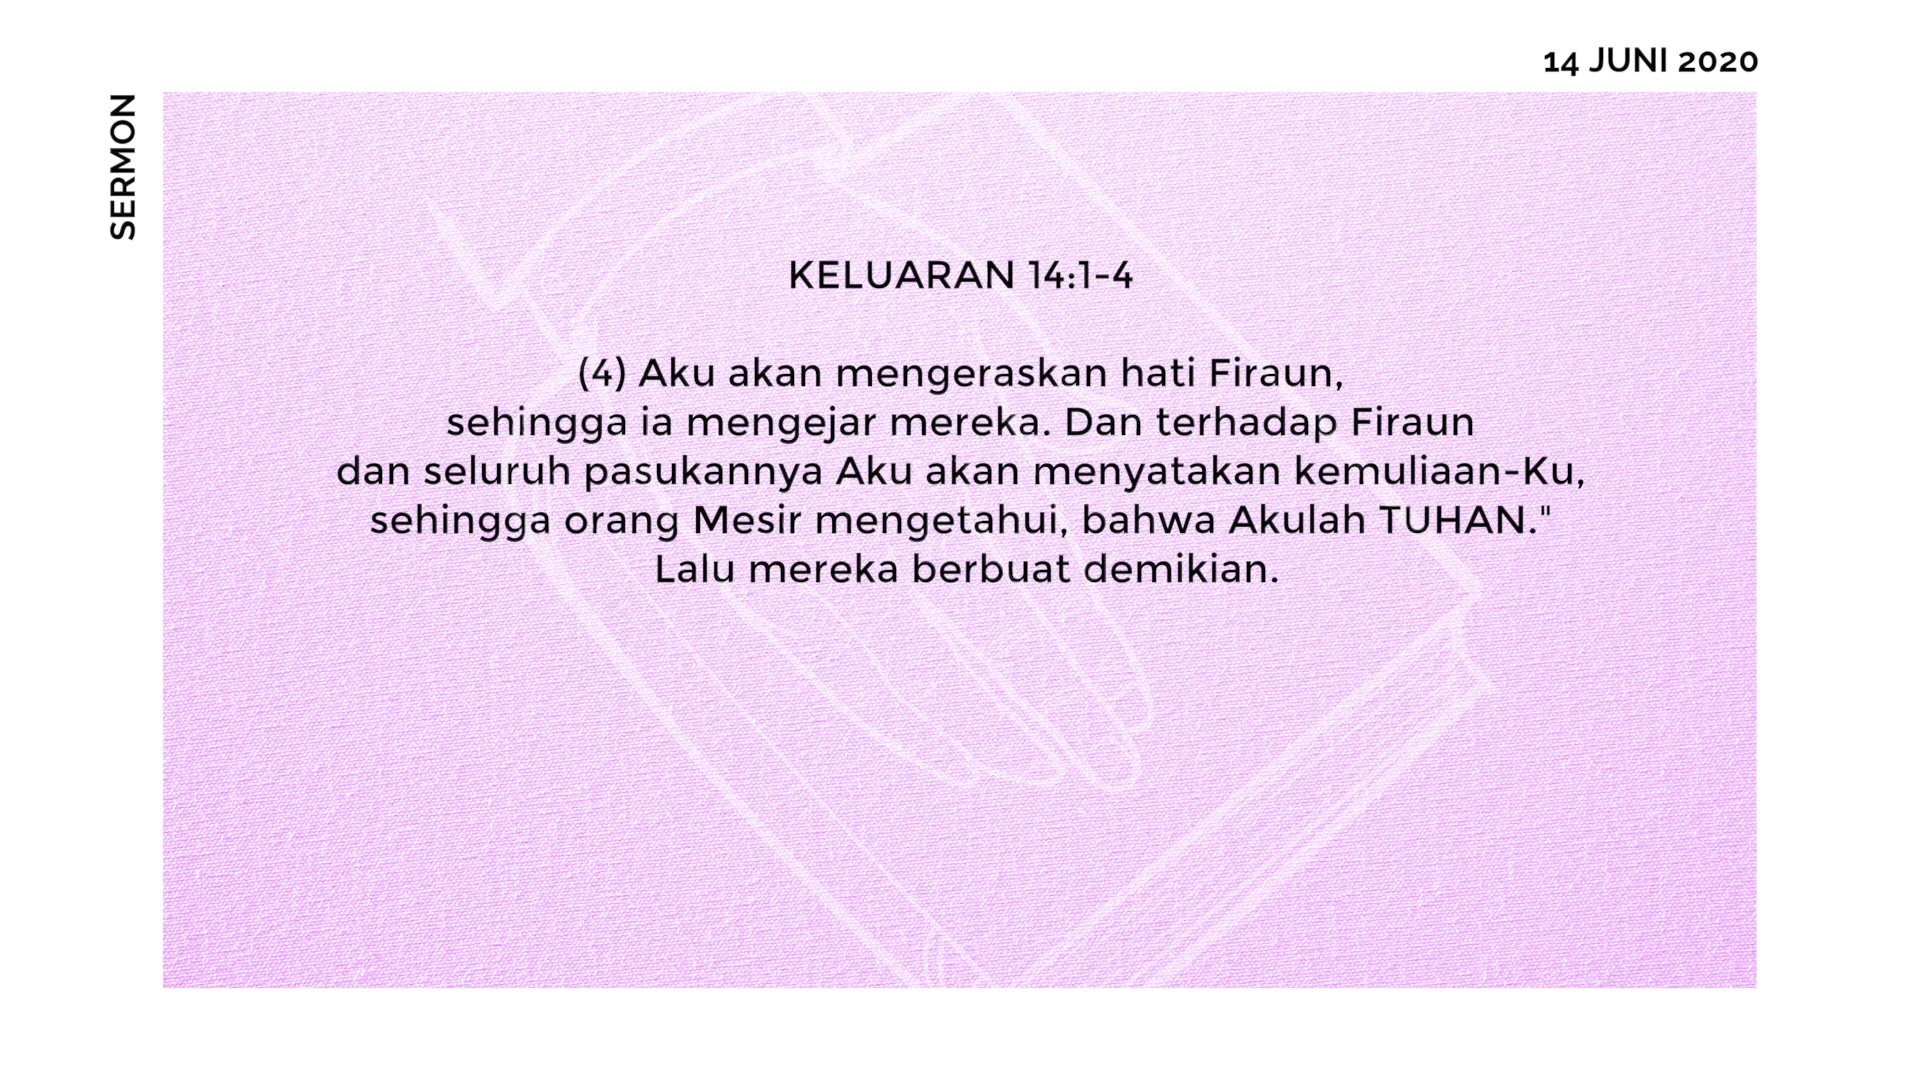 14 JUNI 2020
SERMON
KELUARAN 14:1-4
(4) Aku akan mengeraskan hati Firaun,
sehingga ia mengejar mereka. Dan terhadap Firaun
dan seluruh pasukannya Aku akan menyatakan kemuliaan-Ku,
sehingga orang Mesir mengetahui, bahwa Akulah TUHAN."
Lalu mereka berbuat demikian.